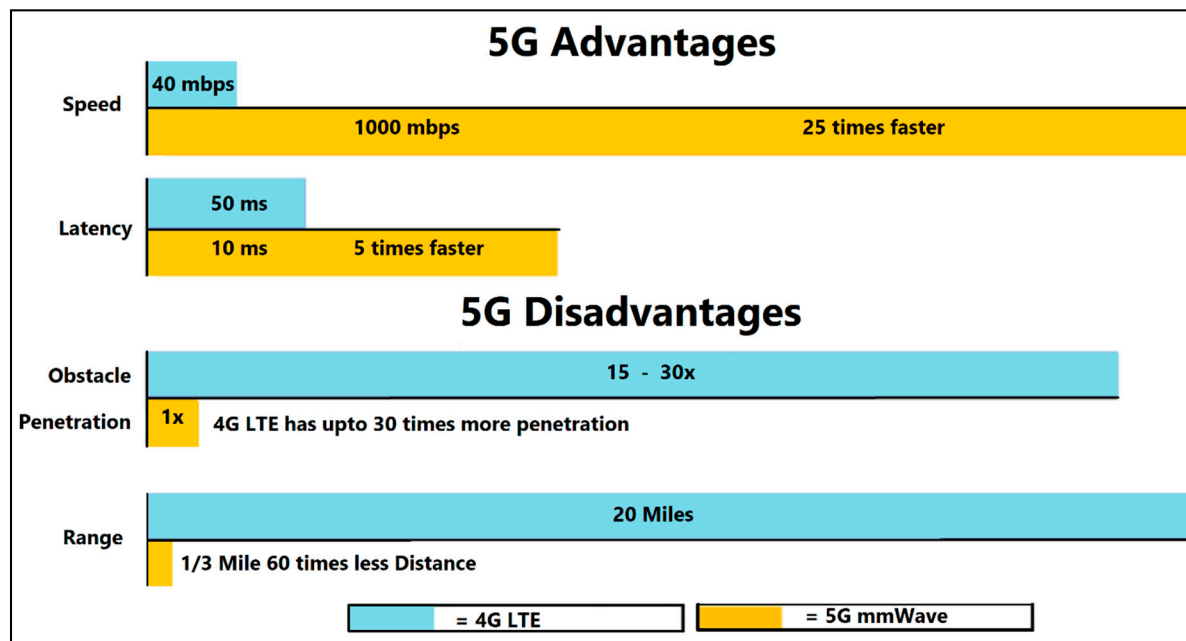 5G Advantages
40 mbps
Speed
1000 mbps 25 times faster
50 ms
Latency
10 ms 5 times faster
5G Disadvantages
Obstacle 15 - 30x
Penetration 1x 4G LTE has upto 30 times more penetration
20 Miles
Range
1/3 Mile 60 times less Distance
= 4G LTE = 5G mmWave